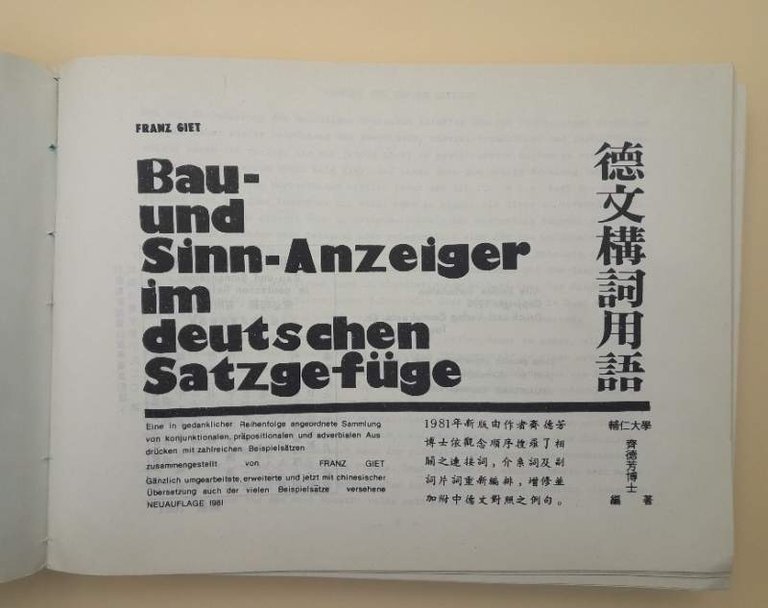 FRANZ GIET
Bau-
und
Sinn-Anzeiger
im
deutschen
Satzgefüge
德文構詞用語
Eine in gedanklicher Reihenfolge angeordnete Sammlung
von konjunktionalen, präpositionalen und adverbialen Aus
drücken mit zahlreichen Beispielsätzen
zusammengestellt von FRANZ GIET
Gänzlich umgearbeitete, erweiterte und jetzt mit chinesischer
Übersetzung auch der vielen Beispielsätze versehene
NEUAUFLAGE 1981
1981年新版由作者齊德芳
博士依觀念順序搜羅了相
關之連接詞，介系詞及副
詞片詞重新編排，增修並
加附中德文對照之例句。
輔仁大學
齊德芳博士
編著